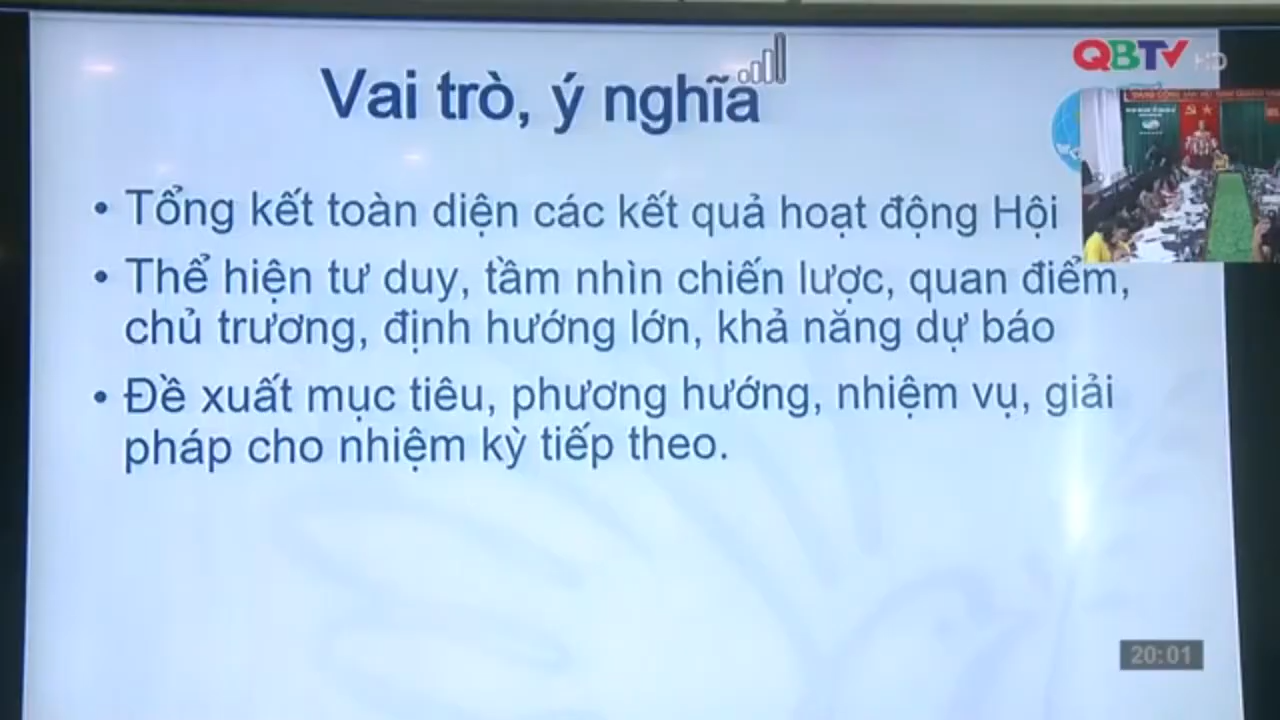 QBTV HD
Vai trò, ý nghĩa
• Tổng kết toàn diện các kết quả hoạt động Hội
• Thể hiện tư duy, tầm nhìn chiến lược, quan điểm,
chủ trương, định hướng lớn, khả năng dự báo
• Đề xuất mục tiêu, phương hướng, nhiệm vụ, giải
pháp cho nhiệm kỳ tiếp theo.
20:01